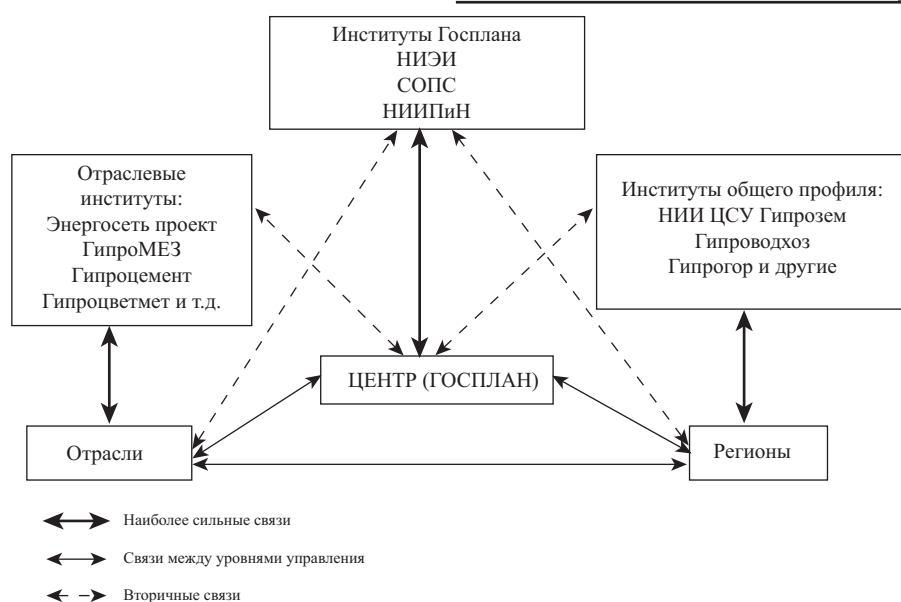 Институты Госплана
НИЭИ
СОПС
НИИПиН
Отраслевые
институты:
Энергосеть проект
ГипроМЕЗ
Гипроцемент
Гипроцветмет и т.д.
Институты общего профиля:
НИИ ЦСУ Гипрозем
Гипроводхоз
Гипрогор и другие
ЦЕНТР (ГОСПЛАН)
Отрасли
Регионы
Наиболее сильные связи
Связи между уровнями управления
Вторичные связи